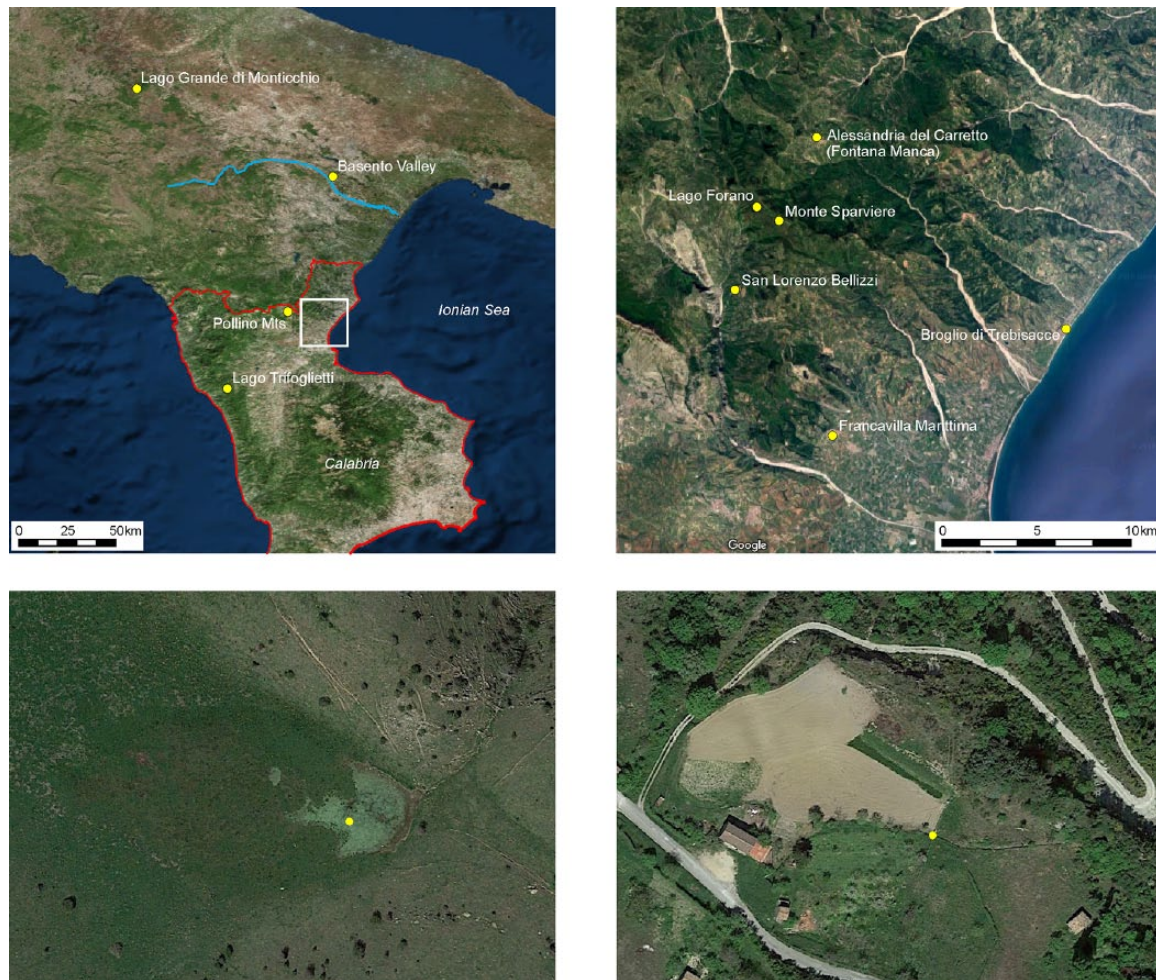 Lago Grande di Monticchio
Basento Valley
Ionian Sea
Pollino Mts
Lago Trifoglietti
Calabria
0 25 50km
Alessandria del Carretto
(Fontana Manca)
Lago Forano
Monte Sparviere
San Lorenzo Bellizzi
Broglio di Trebisacce
Francavilla Marittima
Google
0 5 10km